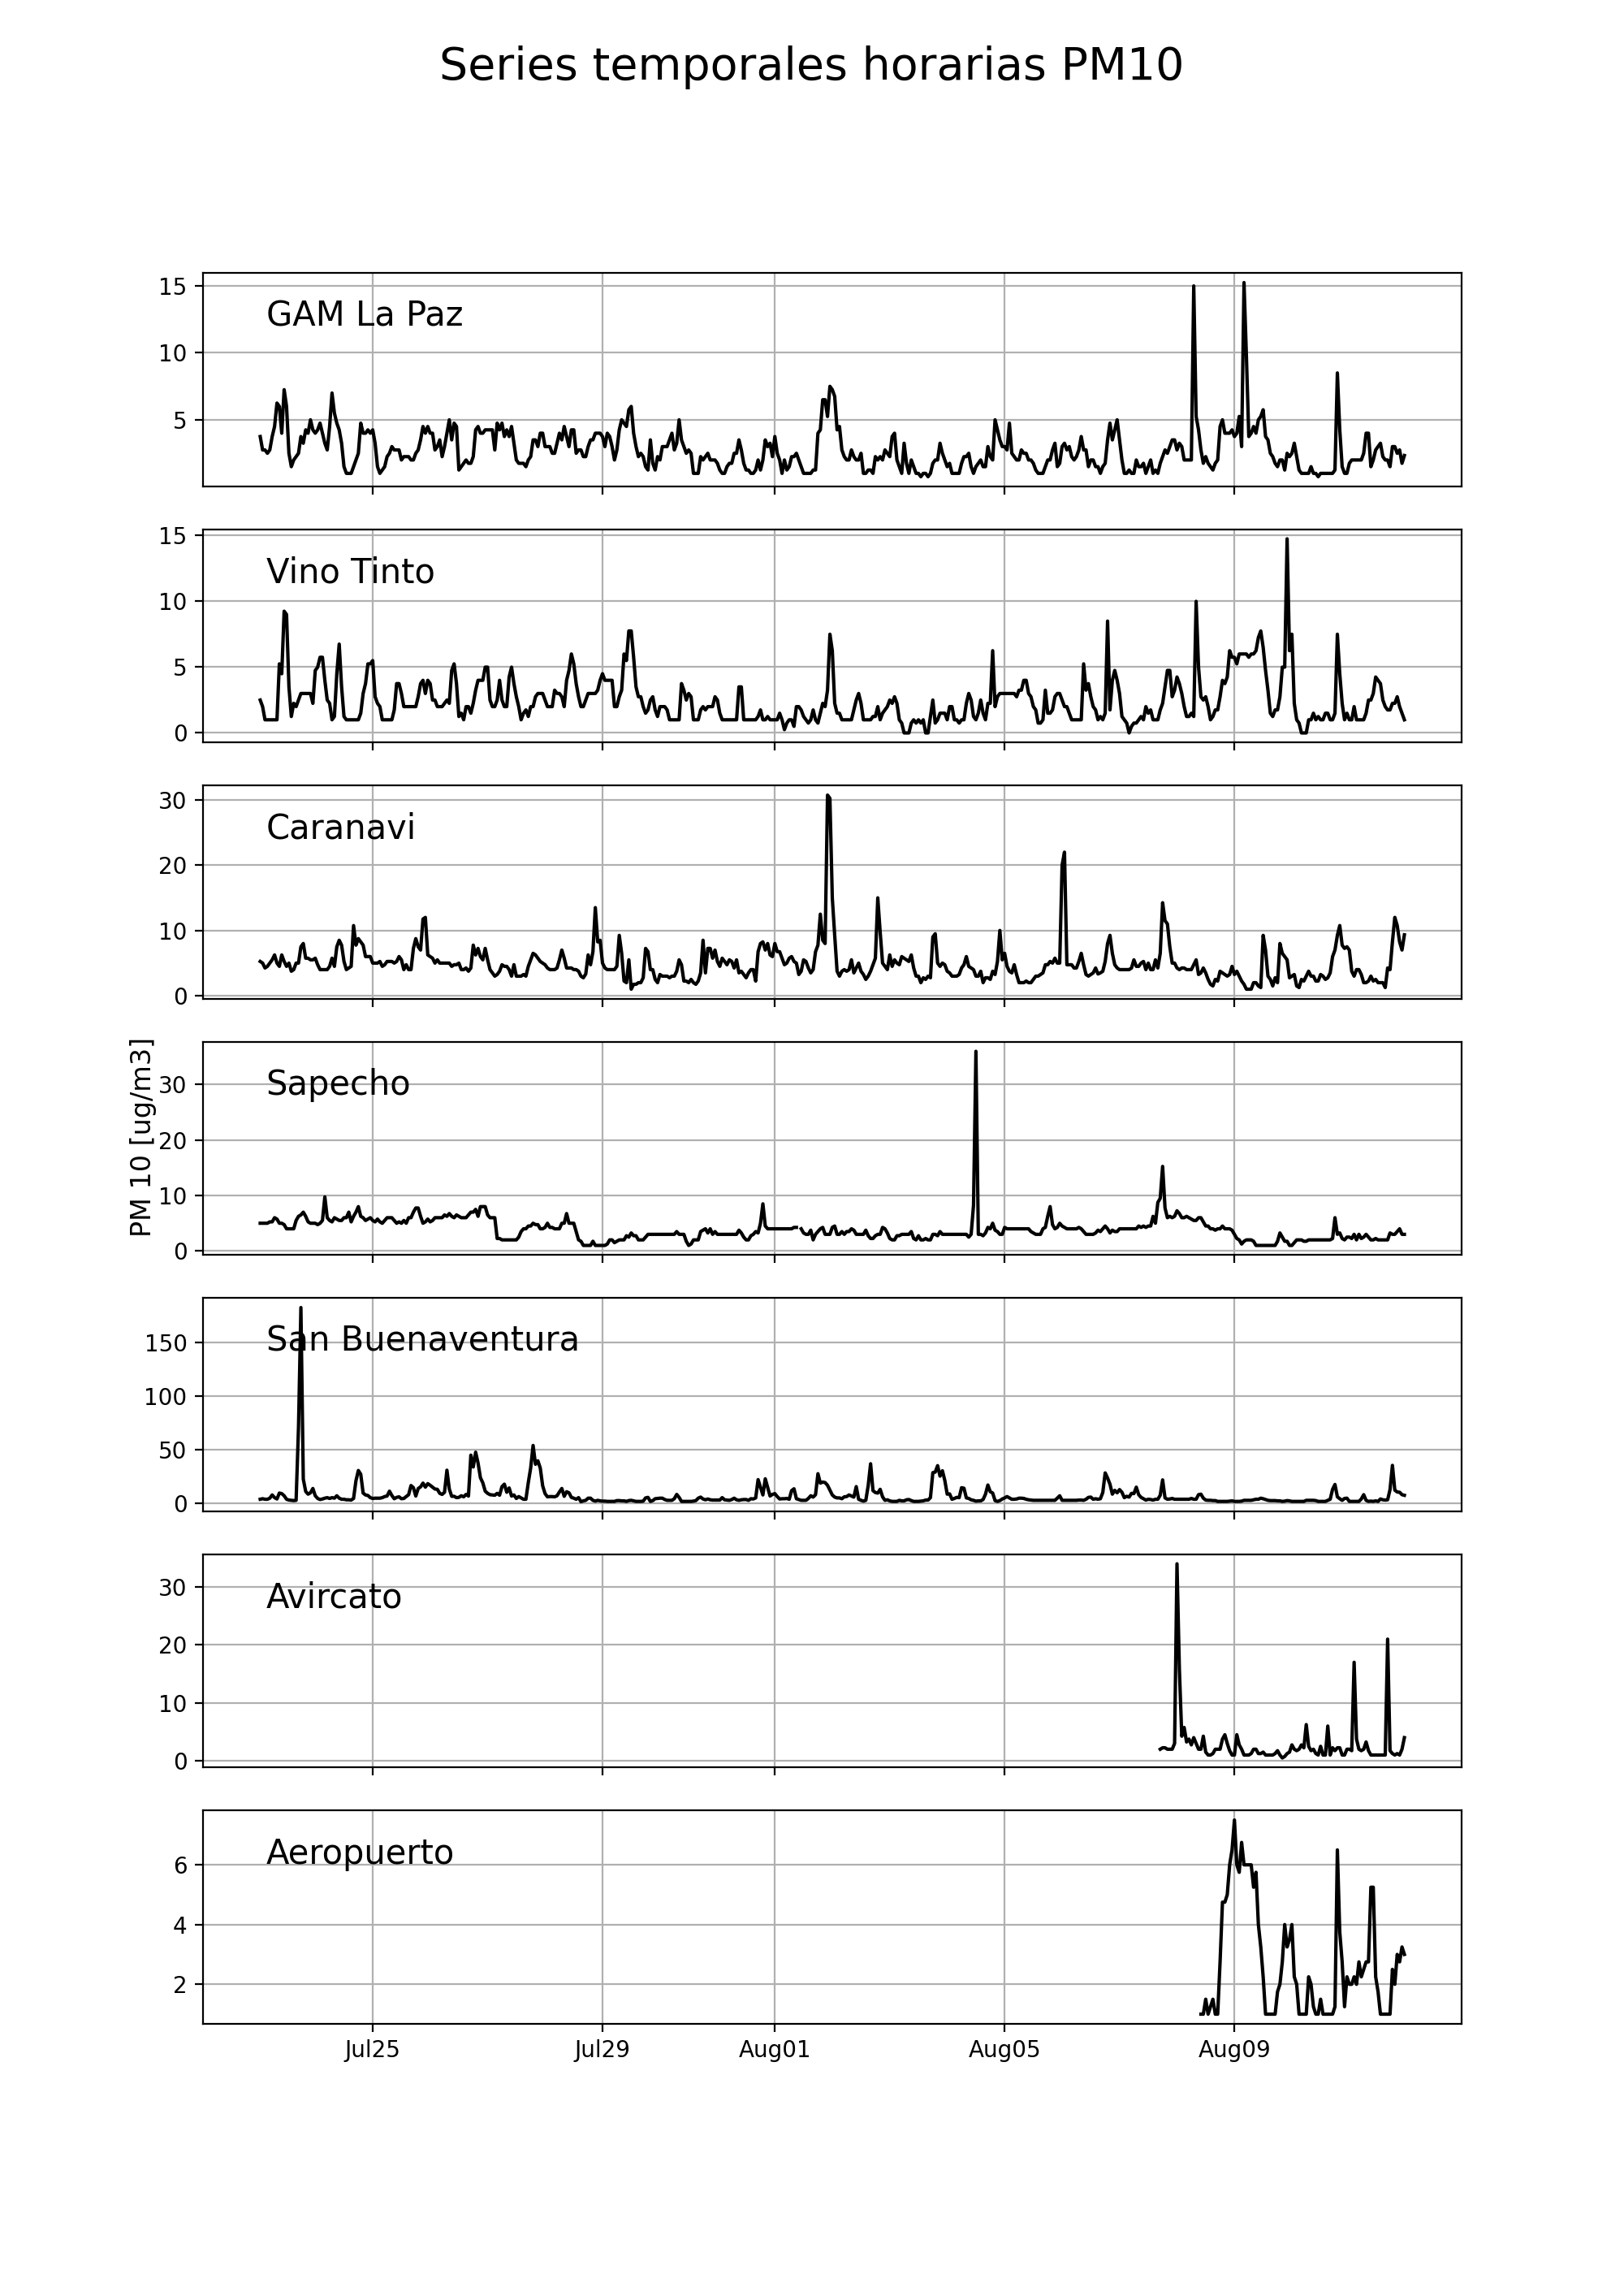 Series temporales horarias PM10
GAM La Paz
15
10
5
Vino Tinto
15
10
5
0
Caranavi
30
20
10
0
PM 10 [ug/m3]
Sapecho
30
20
10
0
San Buenaventura
150
100
50
0
Avircato
30
20
10
0
Aeropuerto
6
4
2
Jul25 Jul29 Aug01 Aug05 Aug09